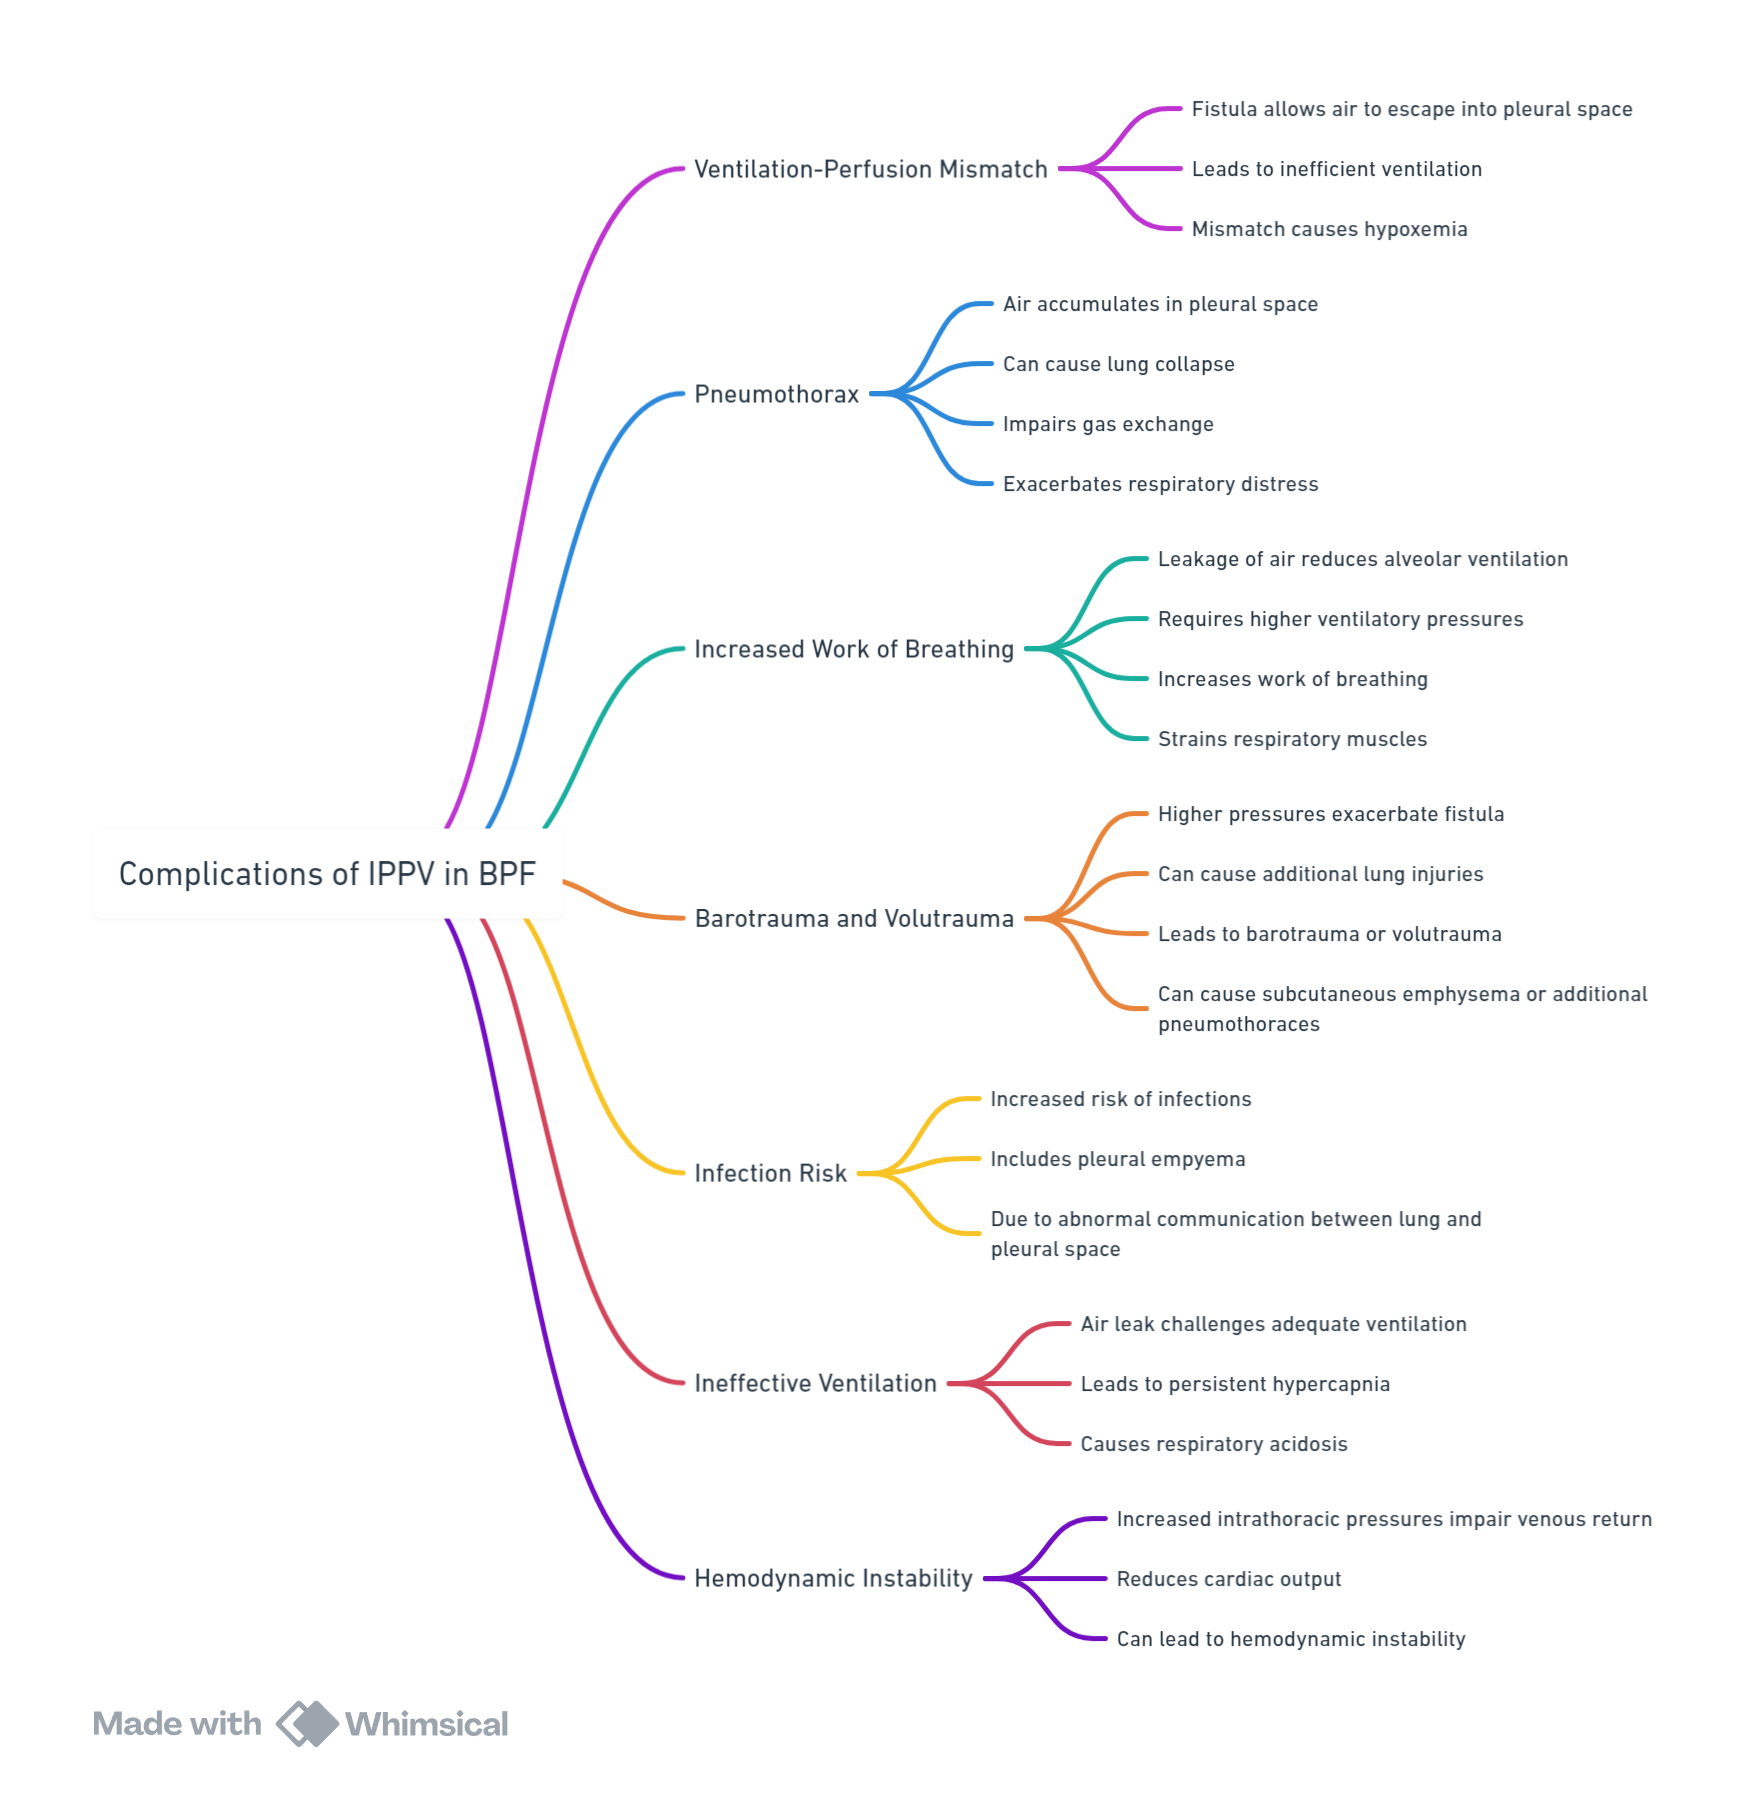 Complications of IPPV in BPF
Ventilation-Perfusion Mismatch
Fistula allows air to escape into pleural space
Leads to inefficient ventilation
Mismatch causes hypoxemia
Pneumothorax
Air accumulates in pleural space
Can cause lung collapse
Impairs gas exchange
Exacerbates respiratory distress
Increased Work of Breathing
Leakage of air reduces alveolar ventilation
Requires higher ventilatory pressures
Increases work of breathing
Strains respiratory muscles
Barotrauma and Volutrauma
Higher pressures exacerbate fistula
Can cause additional lung injuries
Leads to barotrauma or volutrauma
Can cause subcutaneous emphysema or additional
pneumothoraces
Infection Risk
Increased risk of infections
Includes pleural empyema
Due to abnormal communication between lung and
pleural space
Ineffective Ventilation
Air leak challenges adequate ventilation
Leads to persistent hypercapnia
Causes respiratory acidosis
Hemodynamic Instability
Increased intrathoracic pressures impair venous return
Reduces cardiac output
Can lead to hemodynamic instability
Made with Whimsical